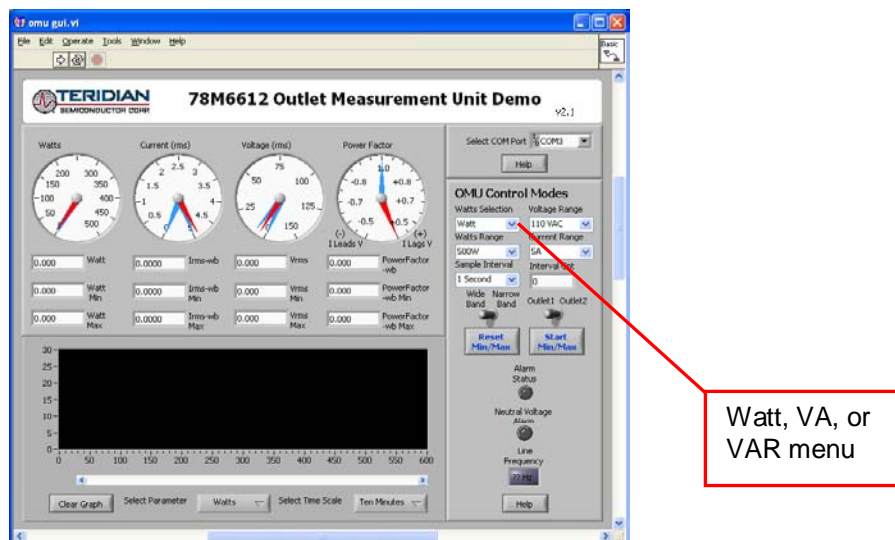 omu gui.vi
File Edit Operate Tools Window Help
Basic
TERIDIAN
SEMICONDUCTOR CORP.
78M6612 Outlet Measurement Unit Demo
v2.1
Watts
Current (rms)
Voltage (rms)
Power Factor
50 100 150 200 300 350 400 450 500
0.5 1 1.5 2 2.5 3 3.5 4.5
25 50 75 100 125 150
-0.5 -0.7 -0.8 1.0 +0.8 +0.7 +0.5
(-) (+)
I Leads V I Lags V
0.000 Watt 0.0000 Irms-wb 0.000 Vrms 0.000 PowerFactor -wb
0.000 Watt Min 0.0000 Irms-wb Min 0.000 Vrms Min 0.000 PowerFactor -wb Min
0.000 Watt Max 0.0000 Irms-wb Max 0.000 Vrms Max 0.000 PowerFactor -wb Max
30
25
20
15
10
5
0
0 50 100 150 200 250 300 350 400 450 500 550 600
Clear Graph Select Parameter Watts Select Time Scale Ten Minutes
Select COM Port COM3
Help
OMU Control Modes
Watts Selection Voltage Range
Watt 110 VAC
Watts Range Current Range
500W 5A
Sample Interval Interval Cnt
1 Second 0
Wide Band Narrow Band Outlet1 Outlet2
Reset Min/Max Start Min/Max
Alarm Status
Neutral Voltage Alarm
Line Frequency
?? Hz
Help
Watt, VA, or
VAR menu